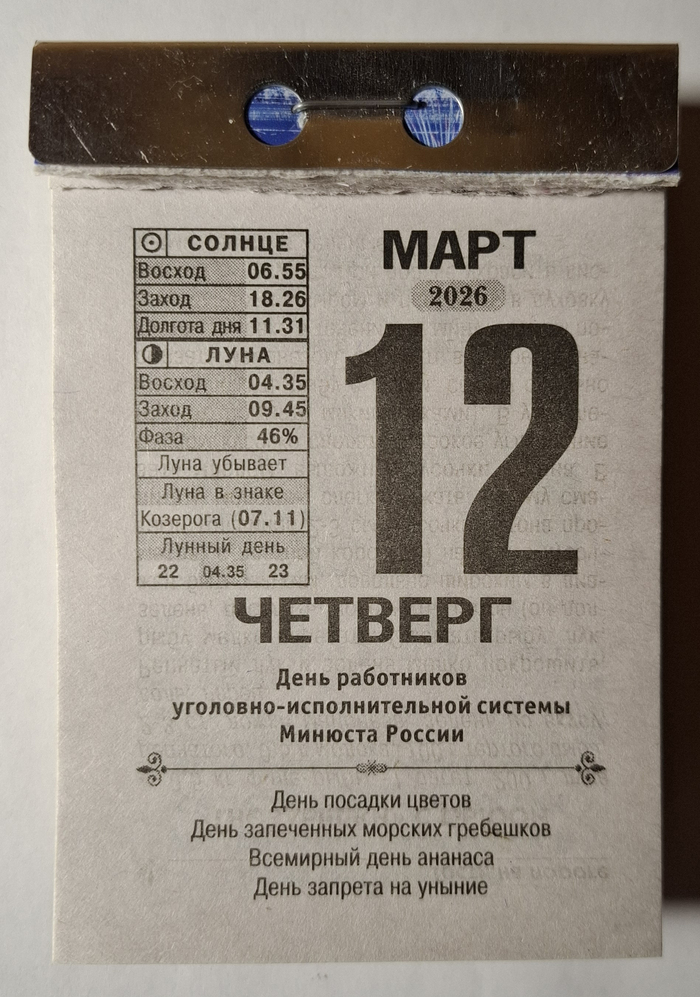 СОЛНЦЕ
Восход 06.55
Заход 18.26
Долгота дня 11.31
ЛУНА
Восход 04.35
Заход 09.45
Фаза 46%
Луна убывает
Луна в знаке
Козерога (07.11)
Лунный день
22 04.35 23
МАРТ
2026
12
ЧЕТВЕРГ
День работников
уголовно-исполнительной системы
Минюста России
День посадки цветов
День запеченных морских гребешков
Всемирный день ананаса
День запрета на уныние